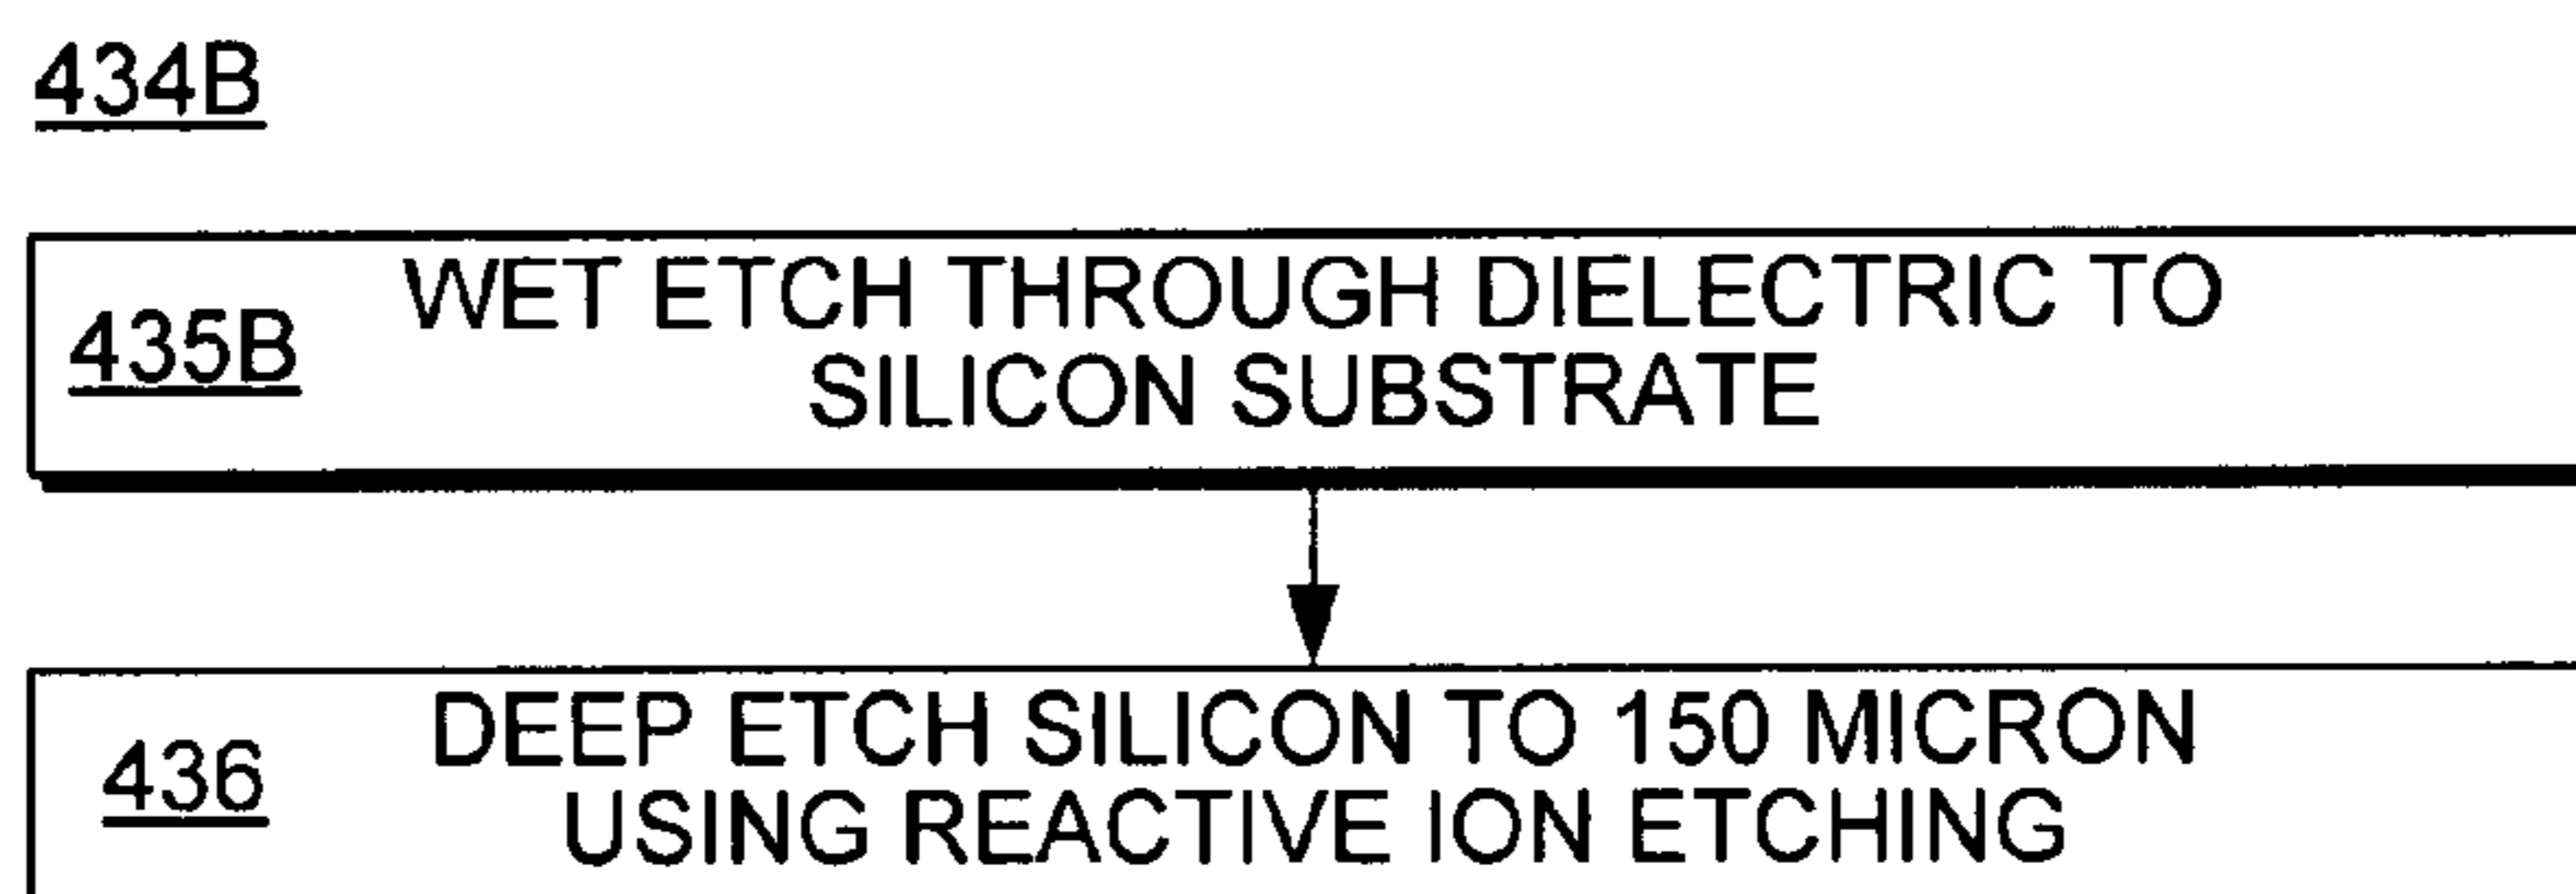 434B
WET ETCH THROUGH DIELECTRIC TO
435B
SILICON SUBSTRATE
DEEP ETCH SILICON TO 150 MICRON
436
USING REACTIVE ION ETCHING